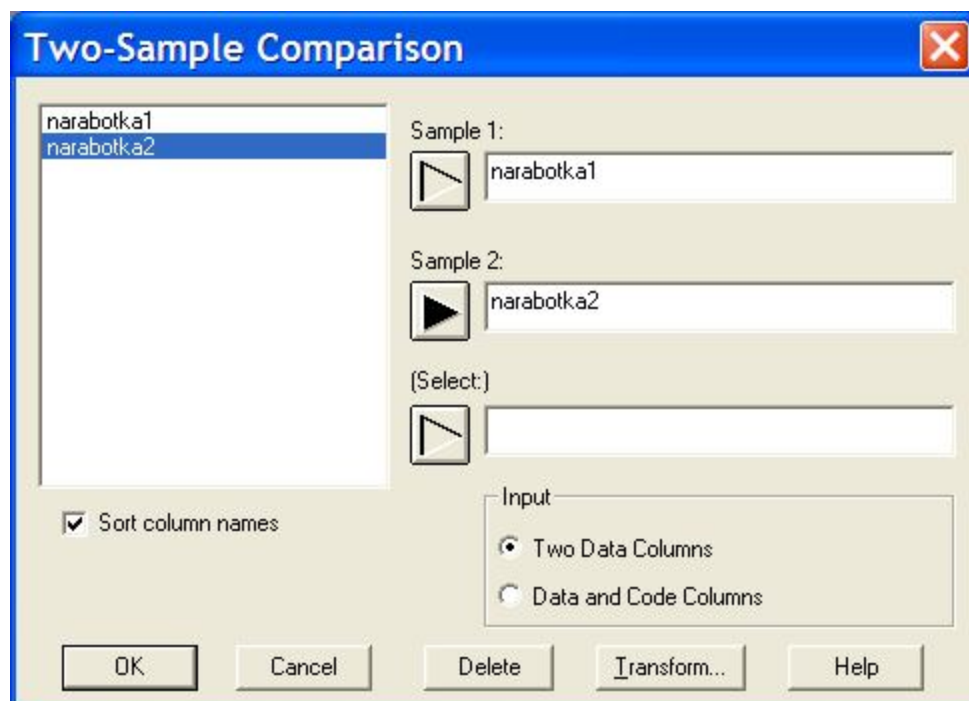 Two-Sample Comparison
narabotka1
narabotka2
Sample 1:
narabotka1
Sample 2:
narabotka2
(Select:)
Sort column names
Input
Two Data Columns
Data and Code Columns
OK Cancel Delete Transform... Help